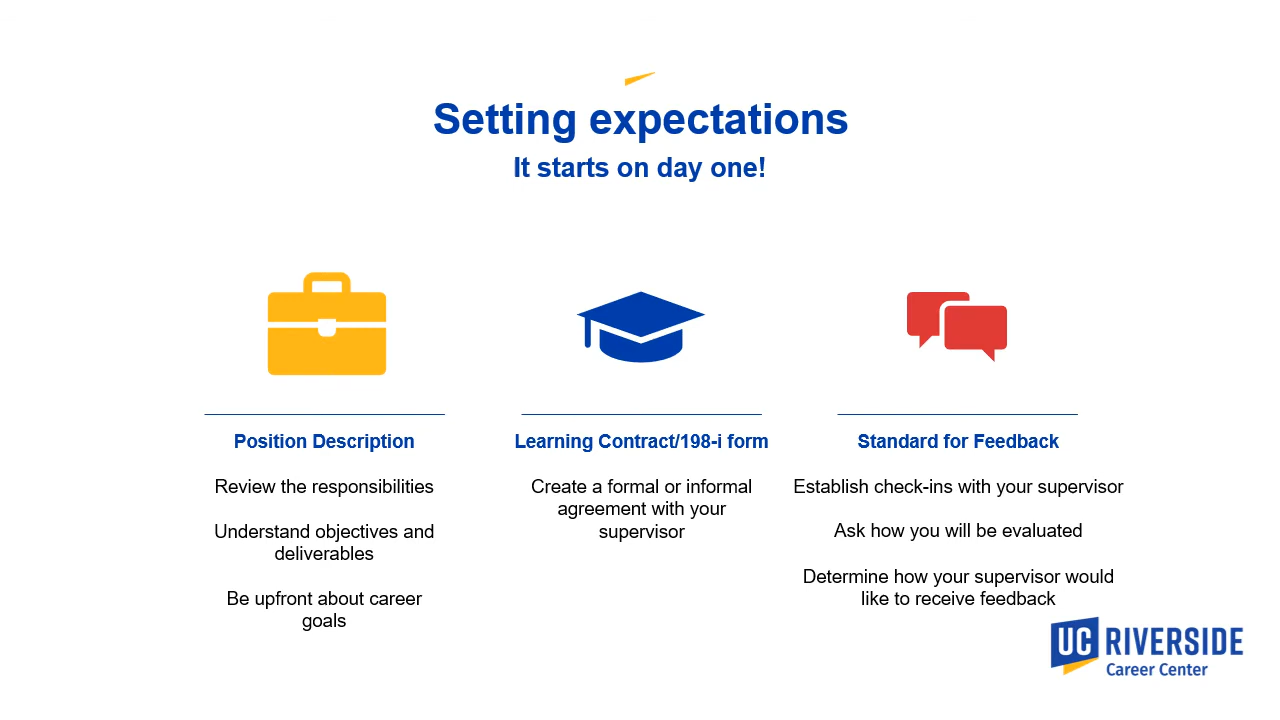 Setting expectations
It starts on day one!
Position Description
Review the responsibilities
Understand objectives and
deliverables
Be upfront about career
goals
Learning Contract/198-i form
Create a formal or informal
agreement with your
supervisor
Standard for Feedback
Establish check-ins with your supervisor
Ask how you will be evaluated
Determine how your supervisor would
like to receive feedback
UC RIVERSIDE
Career Center